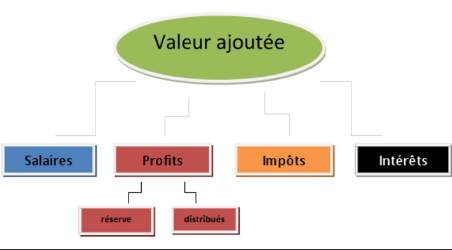 Valeur ajoutée
Salaires
Profits
Impôts
Intérêts
réserve
distribués